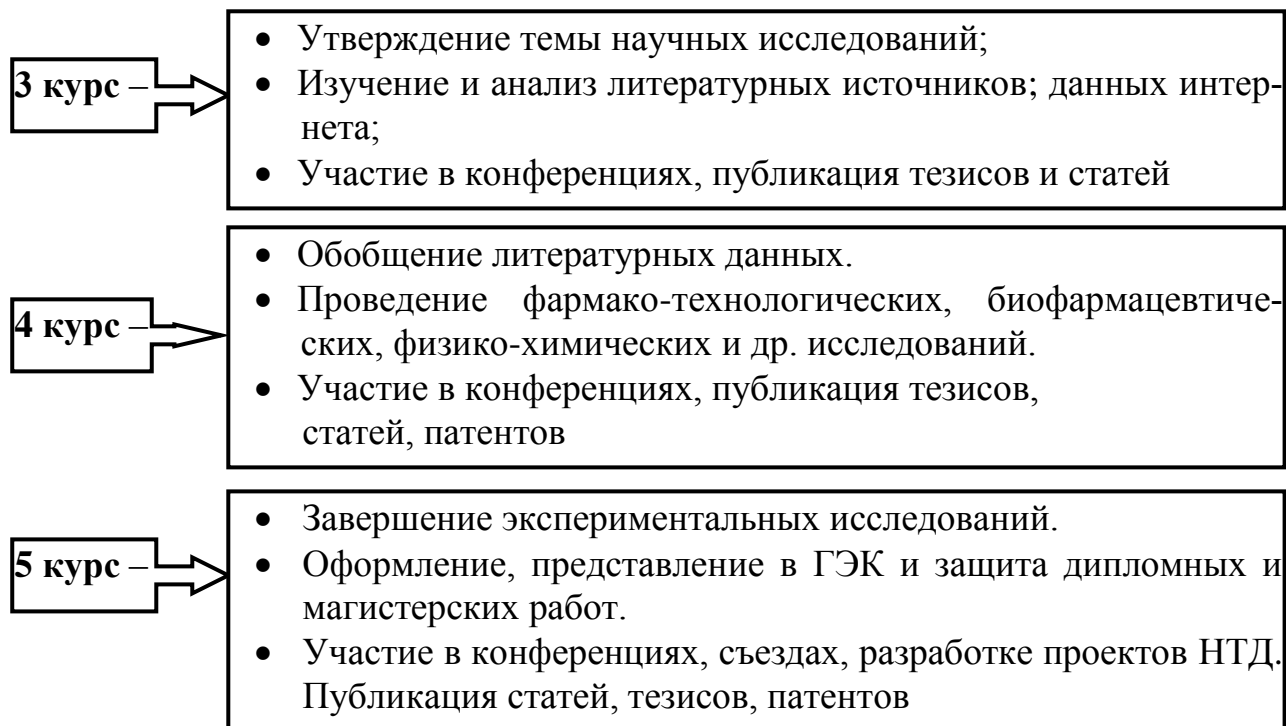 • Утверждение темы научных исследований;
3 курс –
• Изучение и анализ литературных источников; данных интер-
нета;
• Участие в конференциях, публикация тезисов и статей
• Обобщение литературных данных.
4 курс –
• Проведение фармако-технологических, биофармацевтиче-
ских, физико-химических и др. исследований.
• Участие в конференциях, публикация тезисов,
статей, патентов
• Завершение экспериментальных исследований.
5 курс –
• Оформление, представление в ГЭК и защита дипломных и
магистерских работ.
• Участие в конференциях, съездах, разработке проектов НТД.
Публикация статей, тезисов, патентов